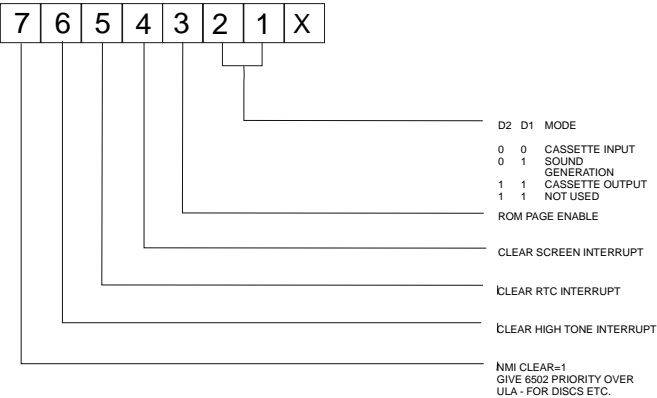 7 6 5 4 3 2 1 X
D2 D1 MODE
0 0 CASSETTE INPUT
0 1 SOUND
GENERATION
1 1 CASSETTE OUTPUT
1 1 NOT USED
ROM PAGE ENABLE
CLEAR SCREEN INTERRUPT
CLEAR RTC INTERRUPT
CLEAR HIGH TONE INTERRUPT
NMI CLEAR=1
GIVE 6502 PRIORITY OVER
ULA - FOR DISCS ETC.